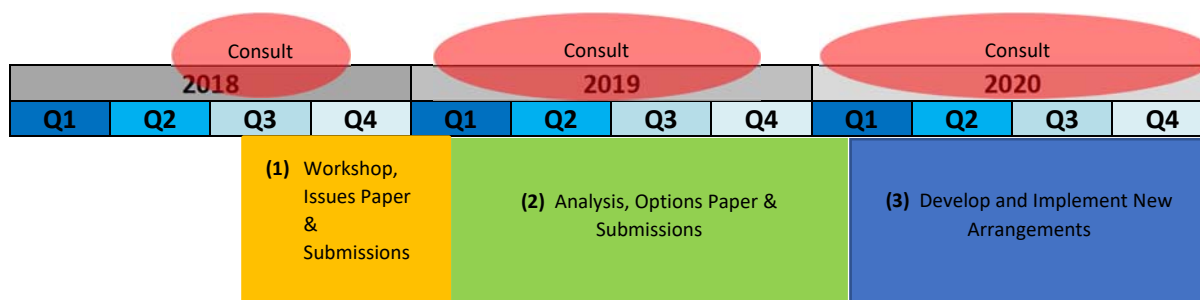 Consult Consult Consult
2018 2019 2020
Q1 Q2 Q3 Q4 Q1 Q2 Q3 Q4 Q1 Q2 Q3 Q4
(1) Workshop,
Issues Paper
&
Submissions
(2) Analysis, Options Paper &
Submissions
(3) Develop and Implement New
Arrangements